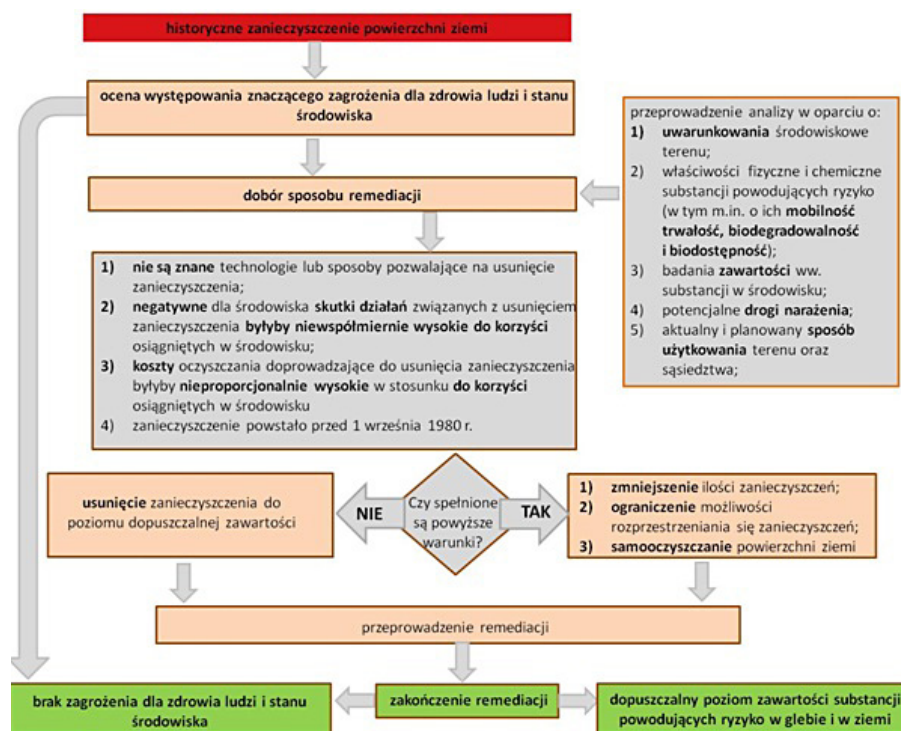 historyczne zanieczyszczenie powierzchni ziemi
ocena występowania znaczącego zagrożenia dla zdrowia ludzi i stanu
środowiska
przeprowadzenie analizy w oparciu o:
1) uwarunkowania środowiskowe
terenu;
2) właściwości fizyczne i chemiczne
substancji powodujących ryzyko
(w tym m.in. o ich mobilność
trwałość, biodegradowalność
i biodostępność);
3) badania zawartości ww.
substancji w środowisku;
4) potencjalne drogi narażenia;
5) aktualny i planowany sposób
użytkowania terenu oraz
sąsiedztwa;
dobór sposobu remediacji
1) nie są znane technologie lub sposoby pozwalające na usunięcie
zanieczyszczenia;
2) negatywne dla środowiska skutki działań związanych z usunięciem
zanieczyszczenia byłyby niewspółmiernie wysokie do korzyści
osiągniętych w środowisku;
3) koszty oczyszczania doprowadzające do usunięcia zanieczyszczenia
byłyby nieproporcjonalnie wysokie w stosunku do korzyści
osiągniętych w środowisku
4) zanieczyszczenie powstało przed 1 września 1980 r.
usunięcie zanieczyszczenia do
poziomu dopuszczalnej zawartości
NIE
Czy spełnione
są powyższe
warunki?
TAK
1) zmniejszenie ilości zanieczyszczeń;
2) ograniczenie możliwości
rozprzestrzeniania się zanieczyszczeń;
3) samooczyszczanie powierzchni ziemi
przeprowadzenie remediacji
brak zagrożenia dla zdrowia ludzi i stanu
środowiska
zakończenie remediacji
dopuszczalny poziom zawartości substancji
powodujących ryzyko w glebie i w ziemi